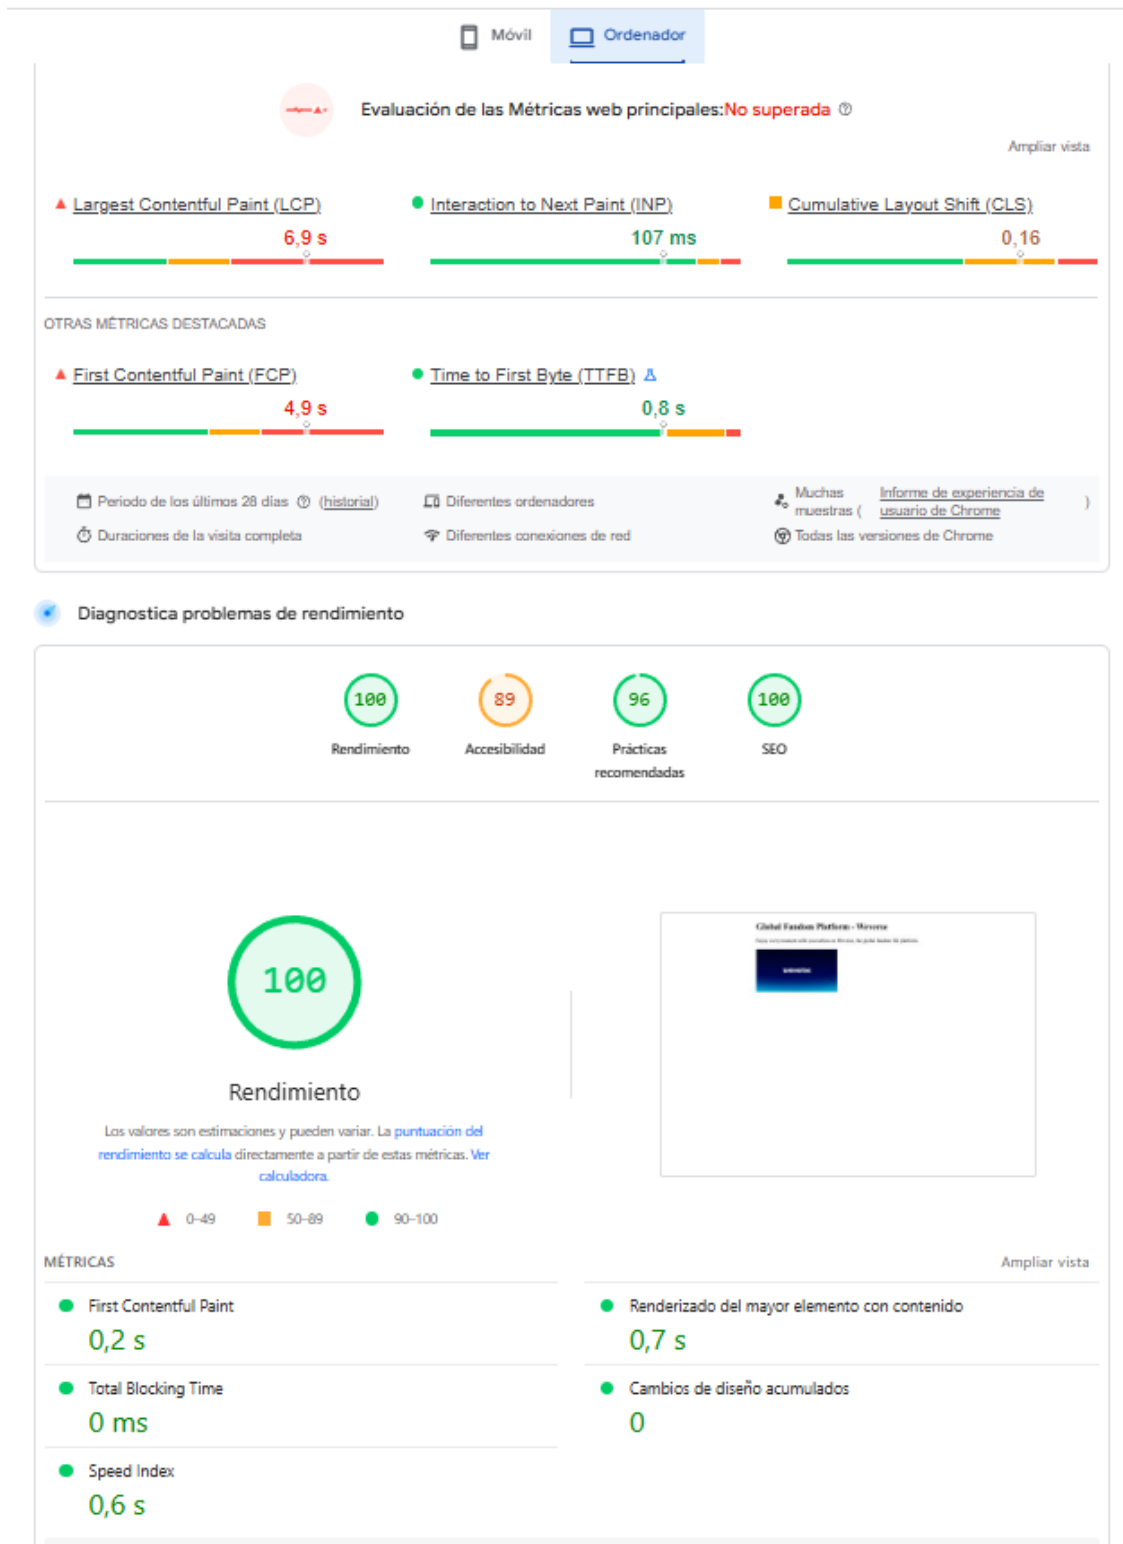 Móvil
Ordenador
Evaluación de las Métricas web principales:No superada
Ampliar vista
Largest Contentful Paint (LCP)
6,9 s
Interaction to Next Paint (INP)
107 ms
Cumulative Layout Shift (CLS)
0,16
OTRAS MÉTRICAS DESTACADAS
First Contentful Paint (FCP)
4,9 s
Time to First Byte (TTFB)
0,8 s
Periodo de los últimos 28 días (historial)
Diferentes ordenadores
Muchas muestras ( Informe de experiencia de usuario de Chrome )
Duraciones de la visita completa
Diferentes conexiones de red
Todas las versiones de Chrome
Diagnostica problemas de rendimiento
100
Rendimiento
89
Accesibilidad
96
Prácticas
recomendadas
100
SEO
100
Rendimiento
Los valores son estimaciones y pueden variar. La puntuación del
rendimiento se calcula directamente a partir de estas métricas. Ver
calculadora.
0–49
50–89
90–100
Global Fandom Platform - Weverse
MÉTRICAS
Ampliar vista
First Contentful Paint
0,2 s
Renderizado del mayor elemento con contenido
0,7 s
Total Blocking Time
0 ms
Cambios de diseño acumulados
0
Speed Index
0,6 s